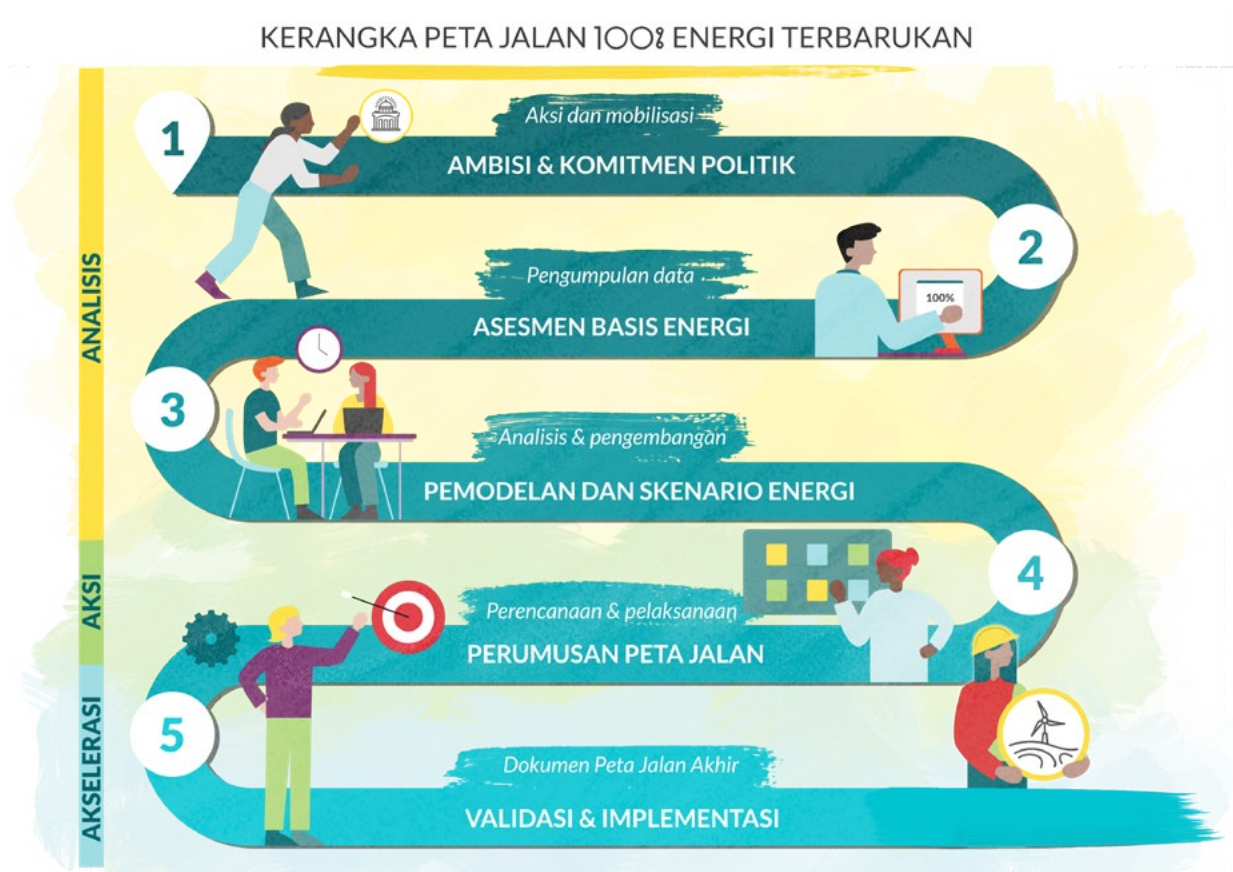 KERANGKA PETA JALAN 100% ENERGI TERBARUKAN
ANALISIS
1
Aksi dan mobilisasi
AMBISI & KOMITMEN POLITIK
2
100%
Pengumpulan data
ASESMEN BASIS ENERGI
3
Analisis & pengembangan
PEMODELAN DAN SKENARIO ENERGI
AKSI
4
Perencanaan & pelaksanaan
PERUMUSAN PETA JALAN
AKSELERASI
5
Dokumen Peta Jalan Akhir
VALIDASI & IMPLEMENTASI